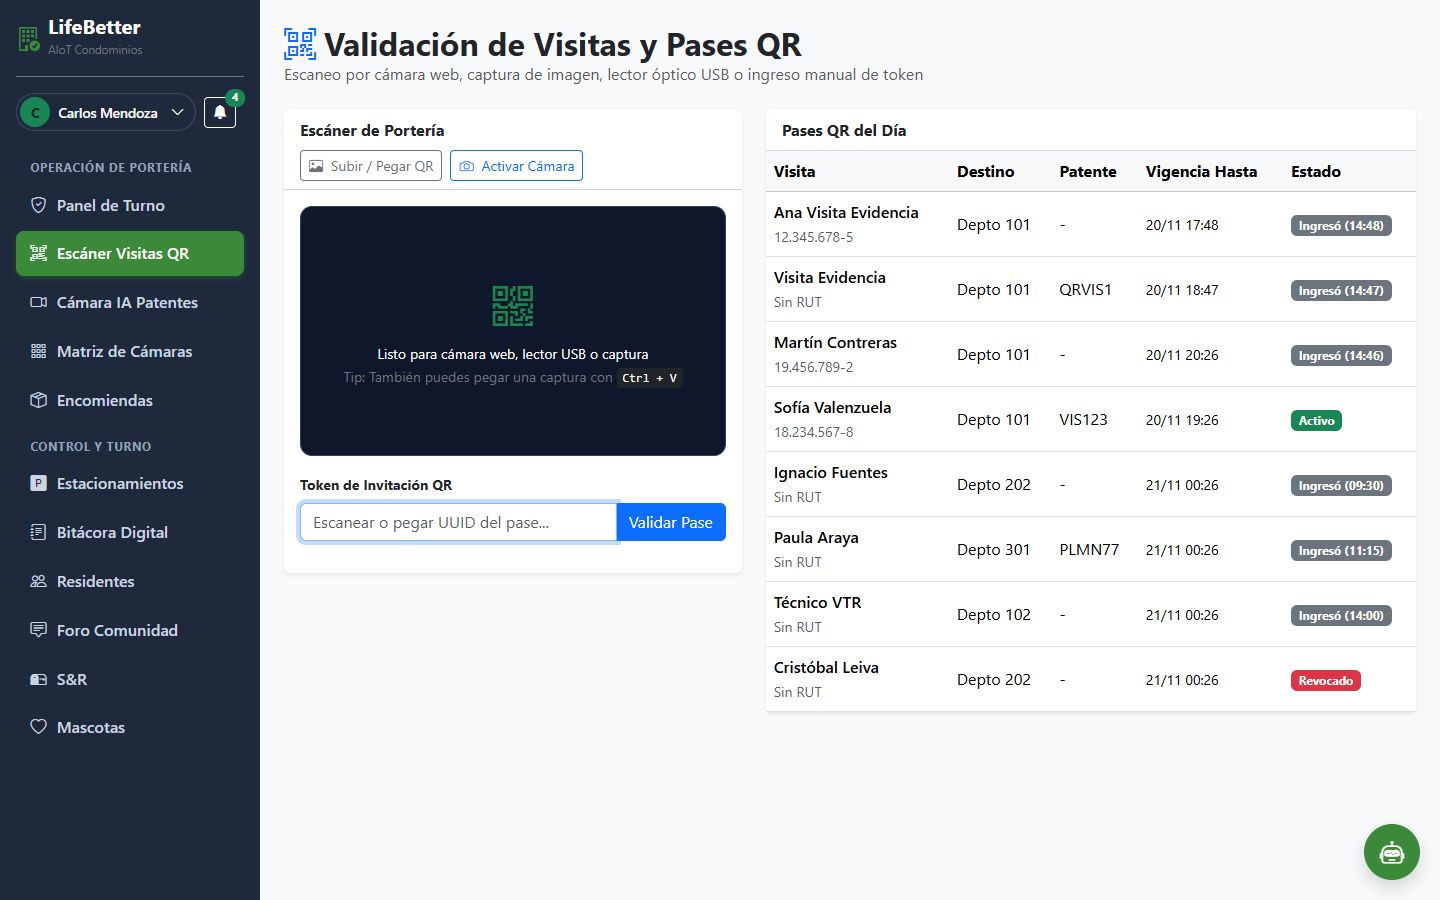 LifeBetter
AIoT Condominios
C Carlos Mendoza
4
OPERACIÓN DE PORTERÍA
Panel de Turno
Escáner Visitas QR
Cámara IA Patentes
Matriz de Cámaras
Encomiendas
CONTROL Y TURNO
P Estacionamientos
Bitácora Digital
Residentes
Foro Comunidad
S&R
Mascotas
Validación de Visitas y Pases QR
Escaneo por cámara web, captura de imagen, lector óptico USB o ingreso manual de token
Escáner de Portería
Subir / Pegar QR Activar Cámara
Listo para cámara web, lector USB o captura
Tip: También puedes pegar una captura con Ctrl + V
Token de Invitación QR
Escanear o pegar UUID del pase... Validar Pase
Pases QR del Día
Visita Destino Patente Vigencia Hasta Estado
Ana Visita Evidencia
12.345.678-5
Depto 101 - 20/11 17:48 Ingresó (14:48)
Visita Evidencia
Sin RUT
Depto 101 QRVIS1 20/11 18:47 Ingresó (14:47)
Martín Contreras
19.456.789-2
Depto 101 - 20/11 20:26 Ingresó (14:46)
Sofía Valenzuela
18.234.567-8
Depto 101 VIS123 20/11 19:26 Activo
Ignacio Fuentes
Sin RUT
Depto 202 - 21/11 00:26 Ingresó (09:30)
Paula Araya
Sin RUT
Depto 301 PLMN77 21/11 00:26 Ingresó (11:15)
Técnico VTR
Sin RUT
Depto 102 - 21/11 00:26 Ingresó (14:00)
Cristóbal Leiva
Sin RUT
Depto 202 - 21/11 00:26 Revocado